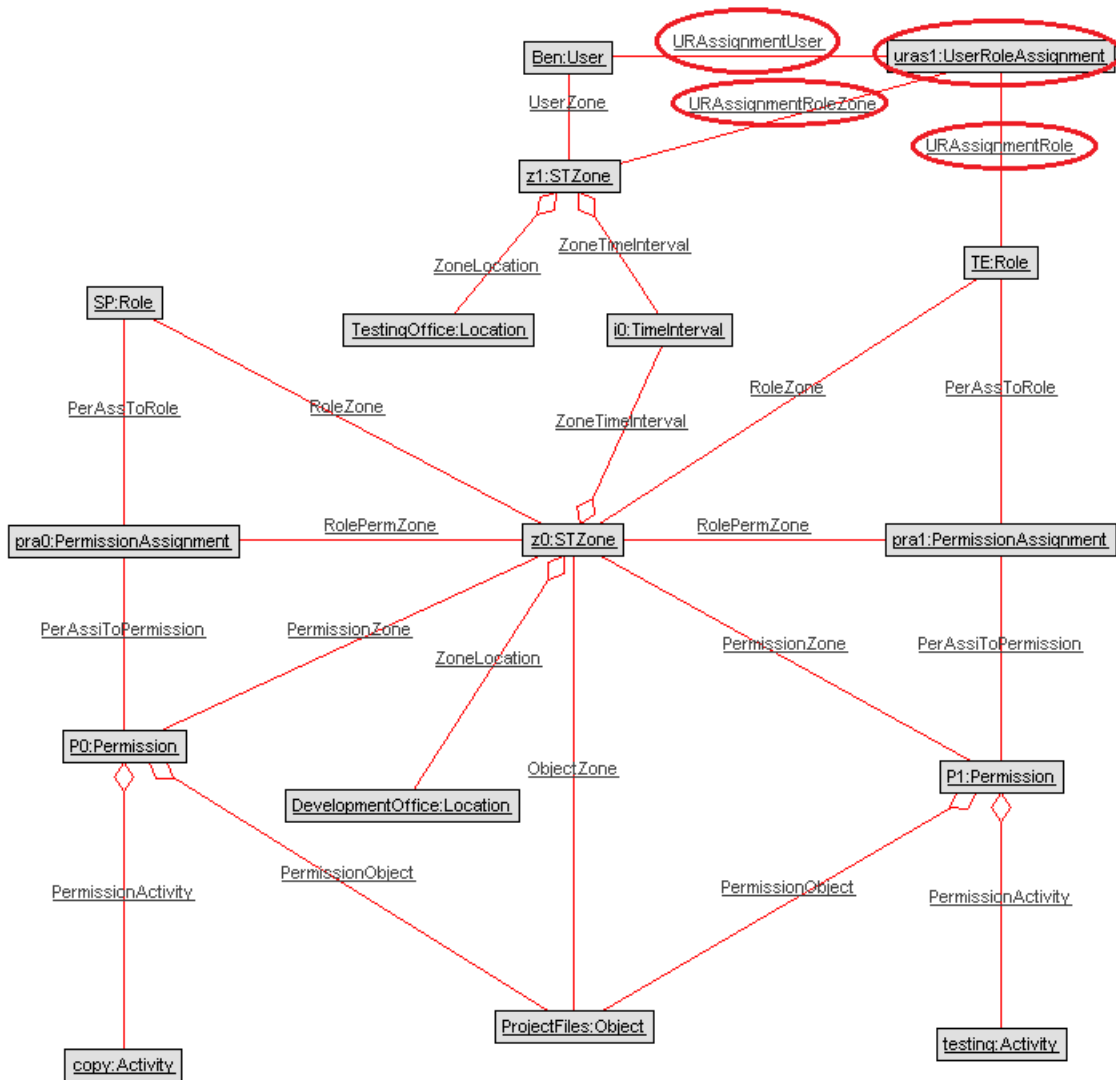 URAssignmentUser
Ben:User
uras1:UserRoleAssignment
UserZone
URAssignmentRoleZone
URAssignmentRole
z1:STZone
ZoneTimeInterval
ZoneLocation
TE:Role
SP:Role
TestingOffice:Location
i0:TimeInterval
PerAssToRole
RoleZone
RoleZone
PerAssToRole
ZoneTimeInterval
RolePermZone
RolePermZone
pra0:PermissionAssignment
z0:STZone
pra1:PermissionAssignment
PerAssiToPermission
PermissionZone
PermissionZone
PerAssiToPermission
ZoneLocation
P0:Permission
ObjectZone
P1:Permission
DevelopmentOffice:Location
PermissionObject
PermissionActivity
PermissionObject
PermissionActivity
ProjectFiles:Object
testing:Activity
copy:Activity